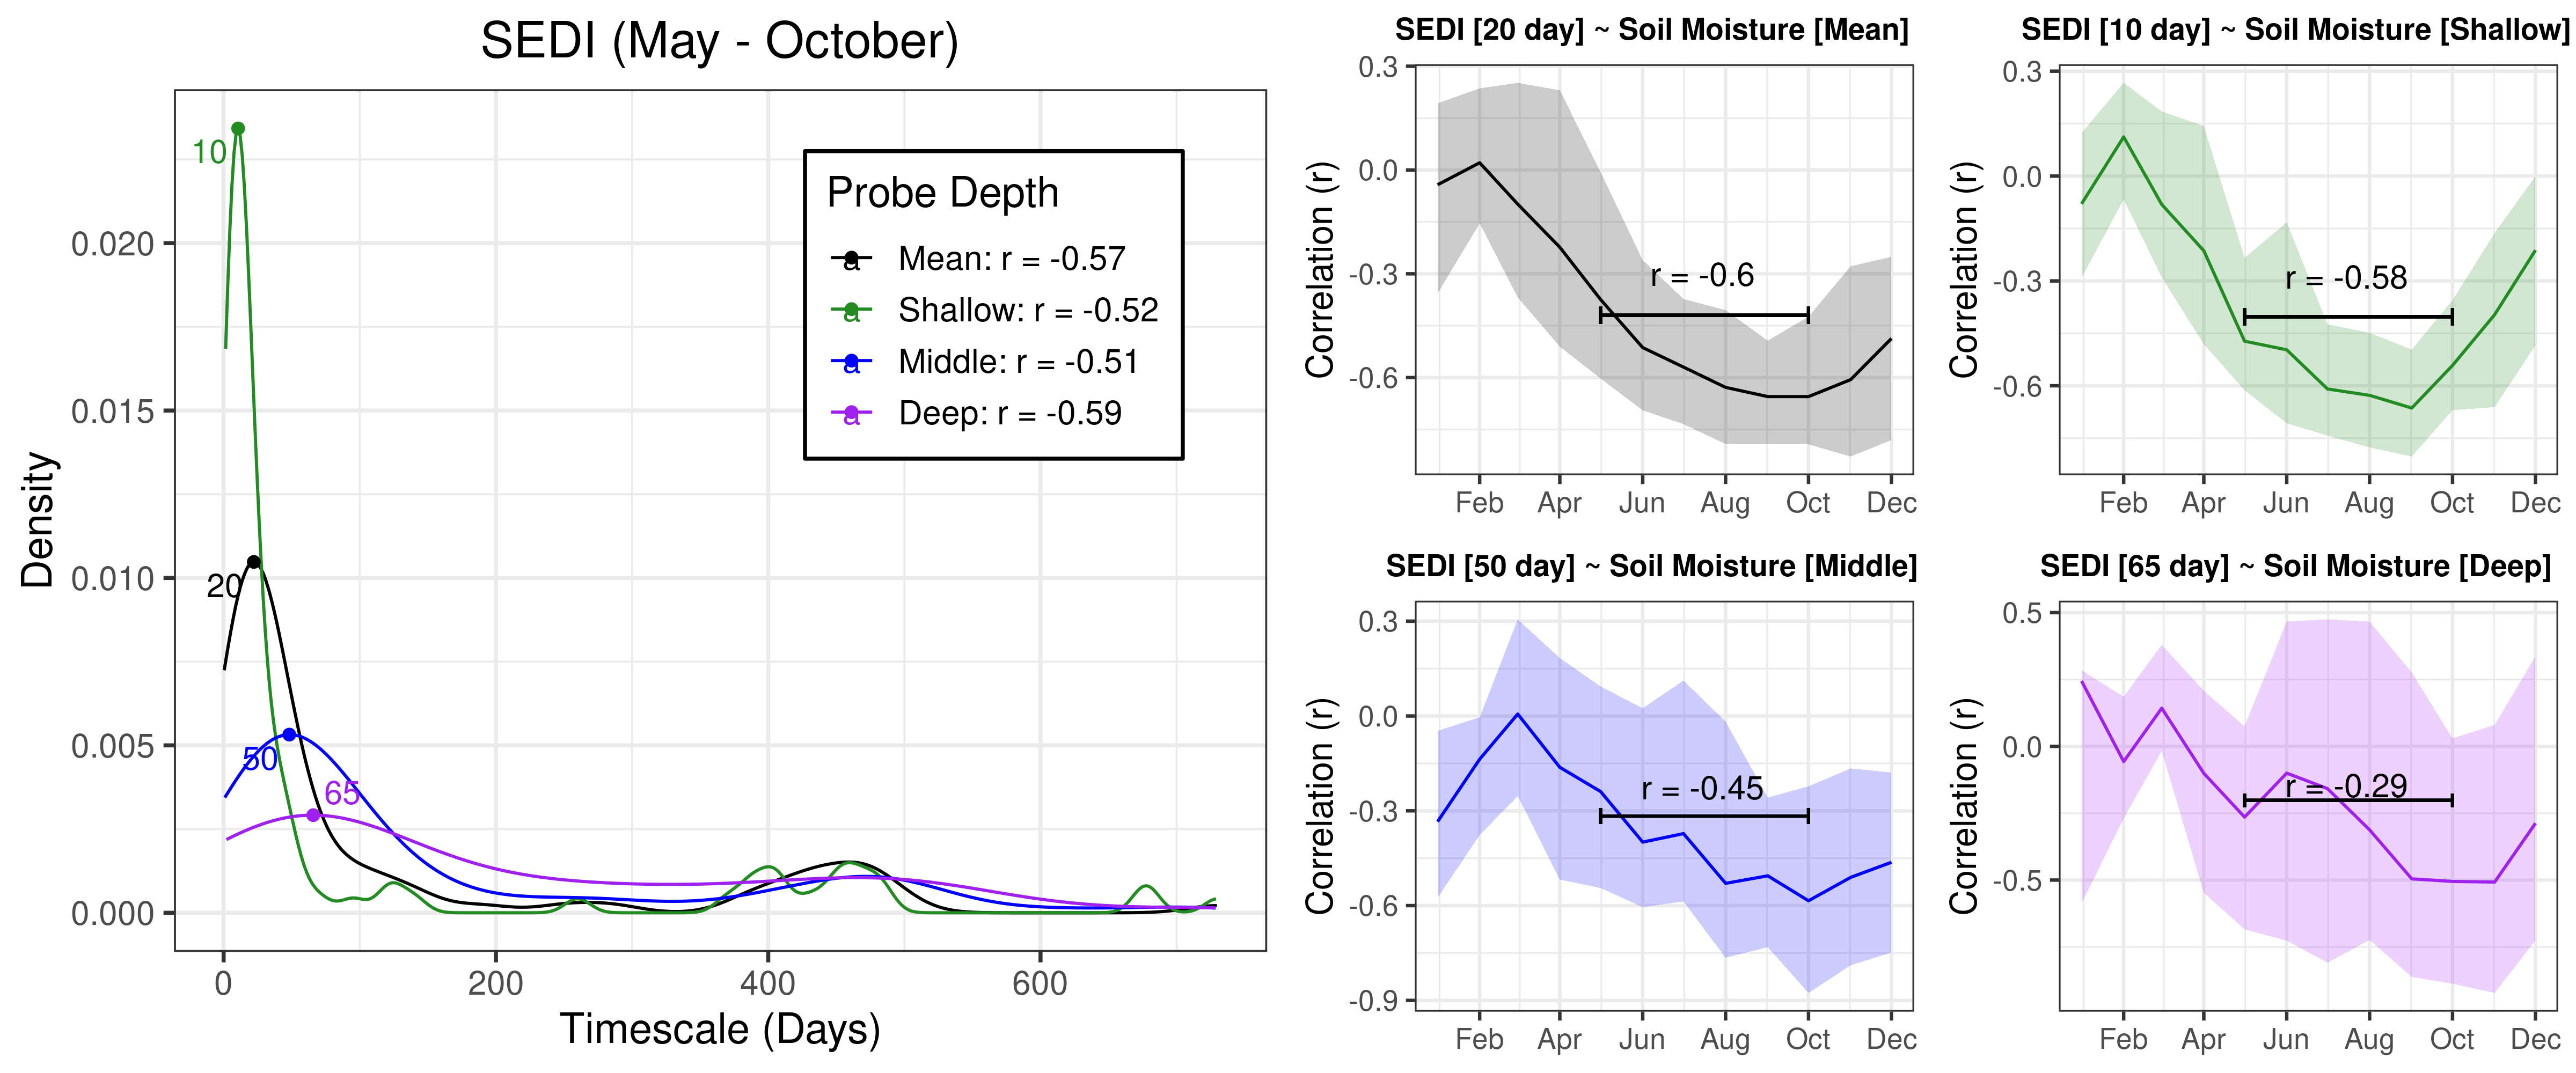 SEDI (May - October)
Density
0.020
0.015
0.010
0.005
0.000
10
20
50
65
Probe Depth
a Mean: r = -0.57
a Shallow: r = -0.52
a Middle: r = -0.51
a Deep: r = -0.59
0 200 400 600
Timescale (Days)
SEDI [20 day] ~ Soil Moisture [Mean]
Correlation (r)
0.3
0.0
-0.3
-0.6
r = -0.6
Feb Apr Jun Aug Oct Dec
SEDI [10 day] ~ Soil Moisture [Shallow]
Correlation (r)
0.3
0.0
-0.3
-0.6
r = -0.58
Feb Apr Jun Aug Oct Dec
SEDI [50 day] ~ Soil Moisture [Middle]
Correlation (r)
0.3
0.0
-0.3
-0.6
-0.9
r = -0.45
Feb Apr Jun Aug Oct Dec
SEDI [65 day] ~ Soil Moisture [Deep]
Correlation (r)
0.5
0.0
-0.5
r = -0.29
Feb Apr Jun Aug Oct Dec